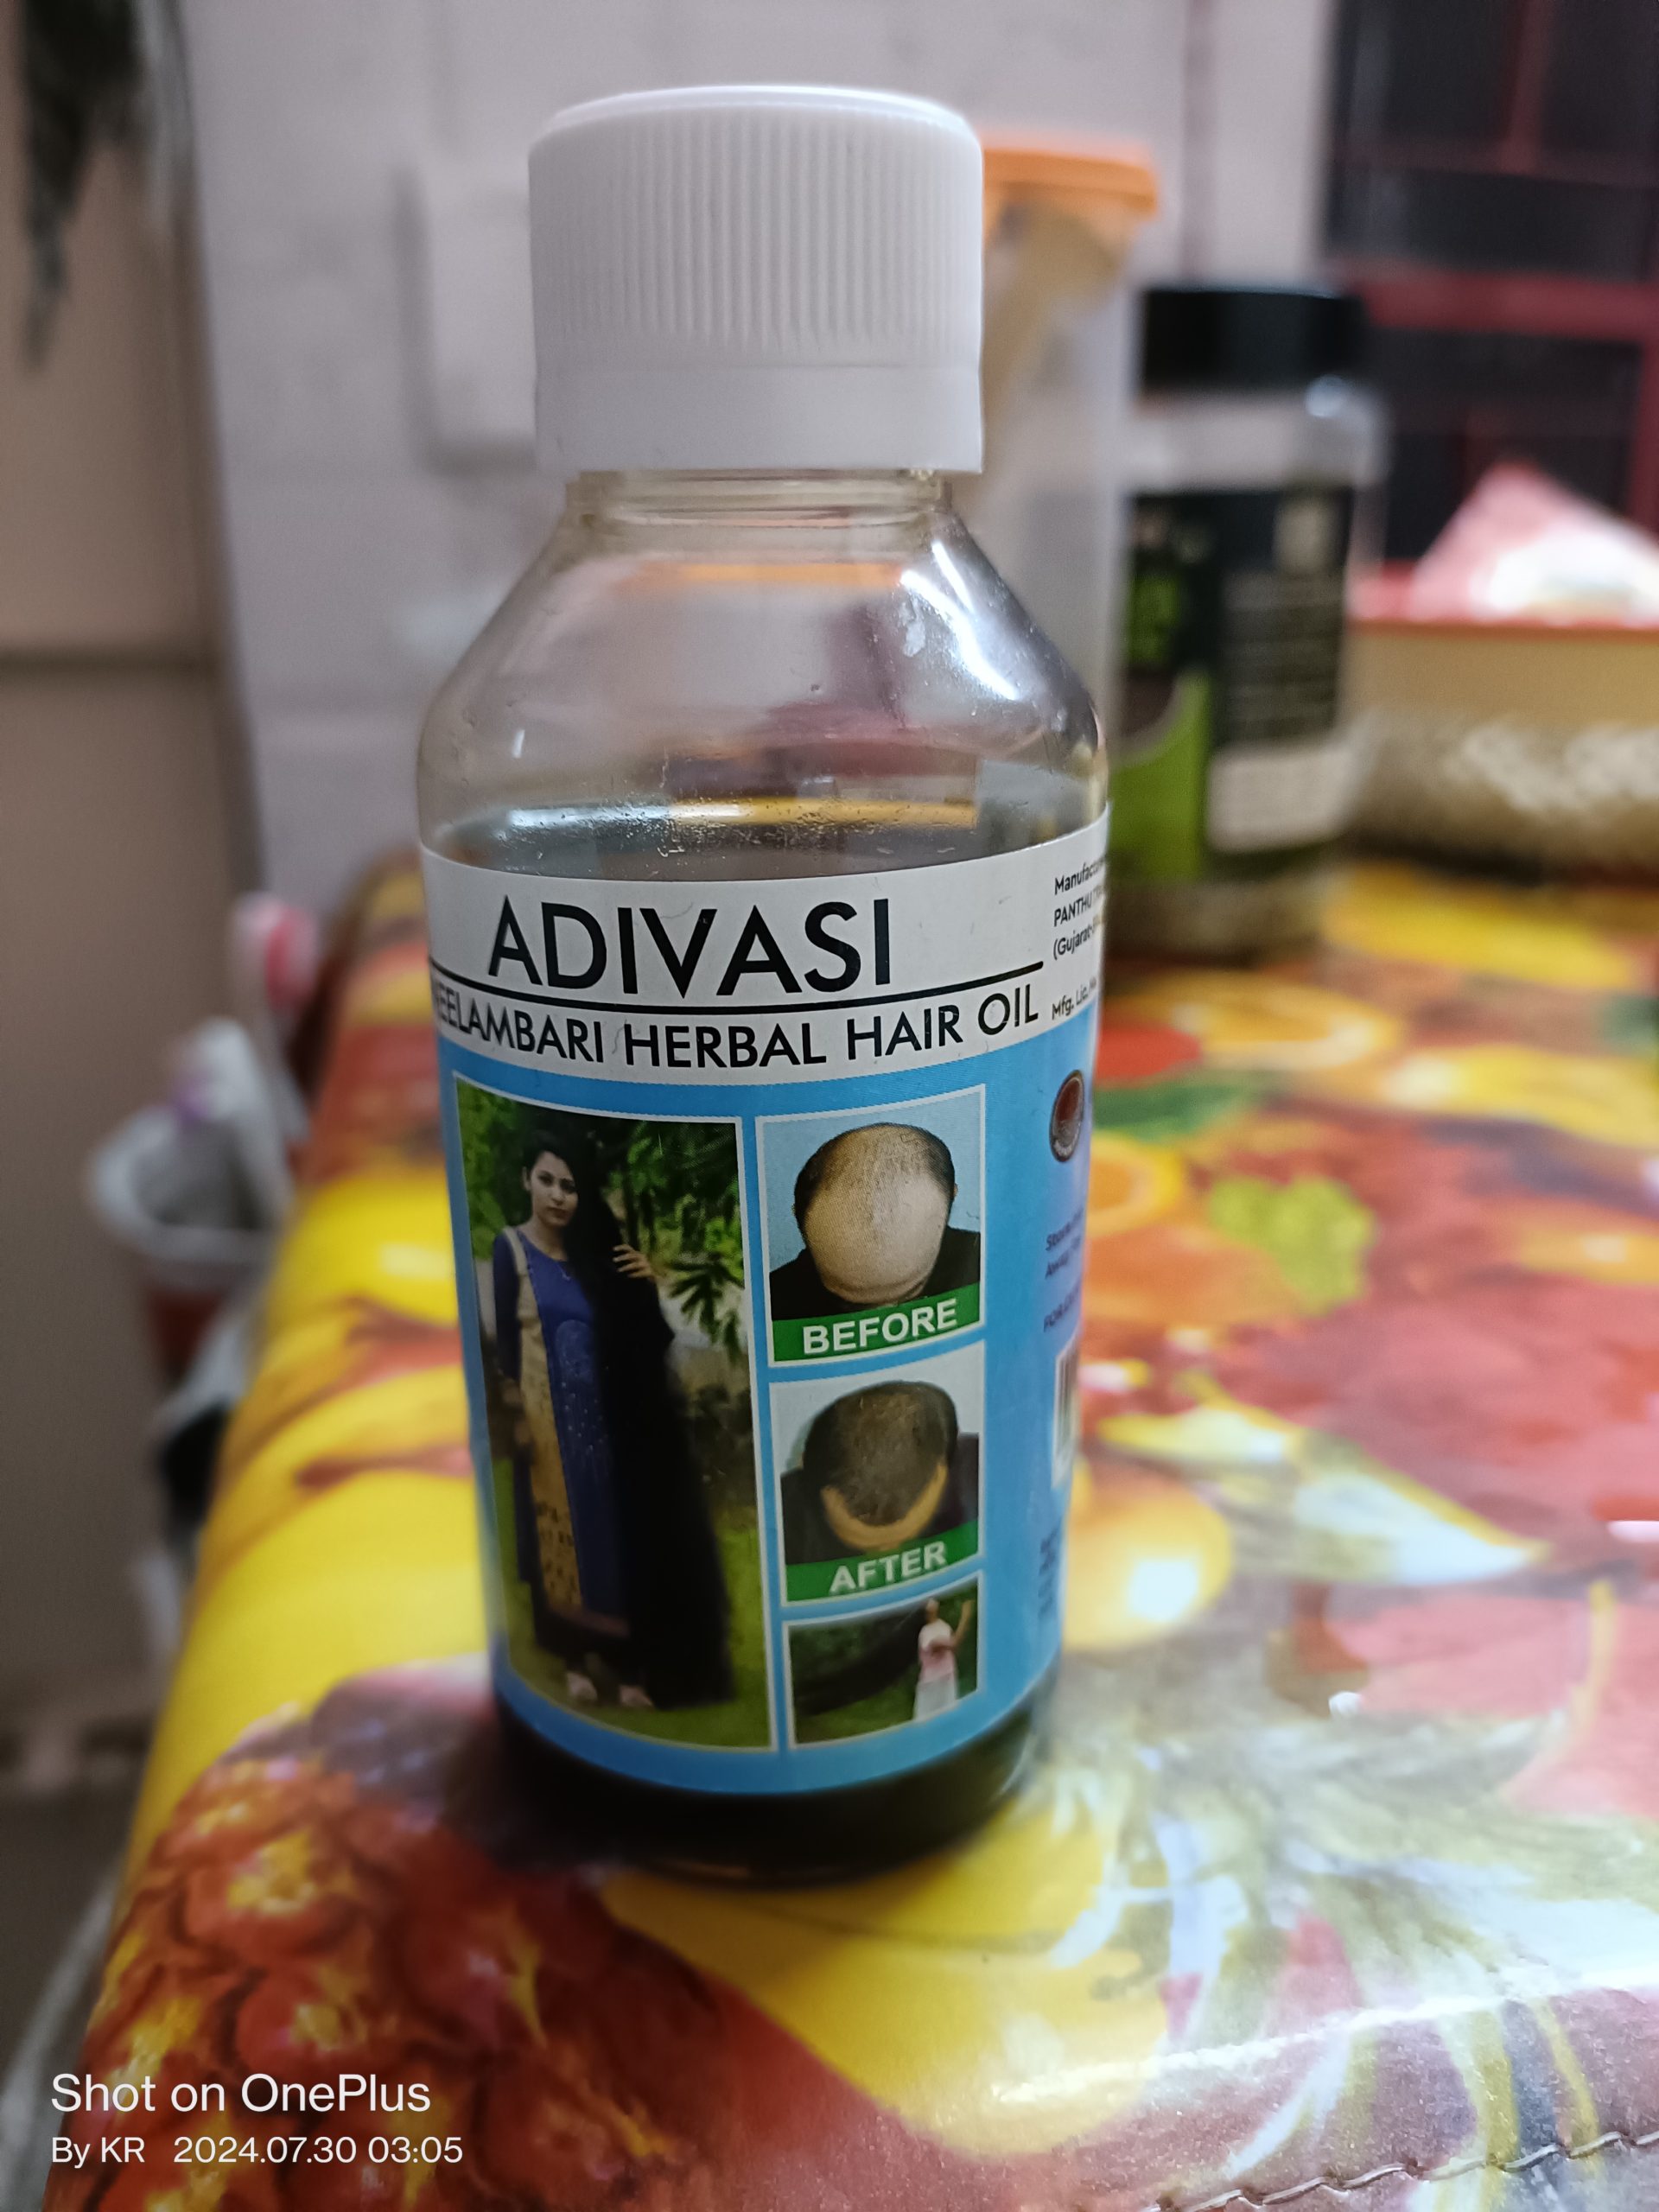 ADIVASI
EELAMBARI HERBAL HAIR OIL
PANTHU
(Gujarat-
Mfg. Lic.
BEFORE
AFTER
Shot on OnePlus
By KR 2024.07.30 03:05